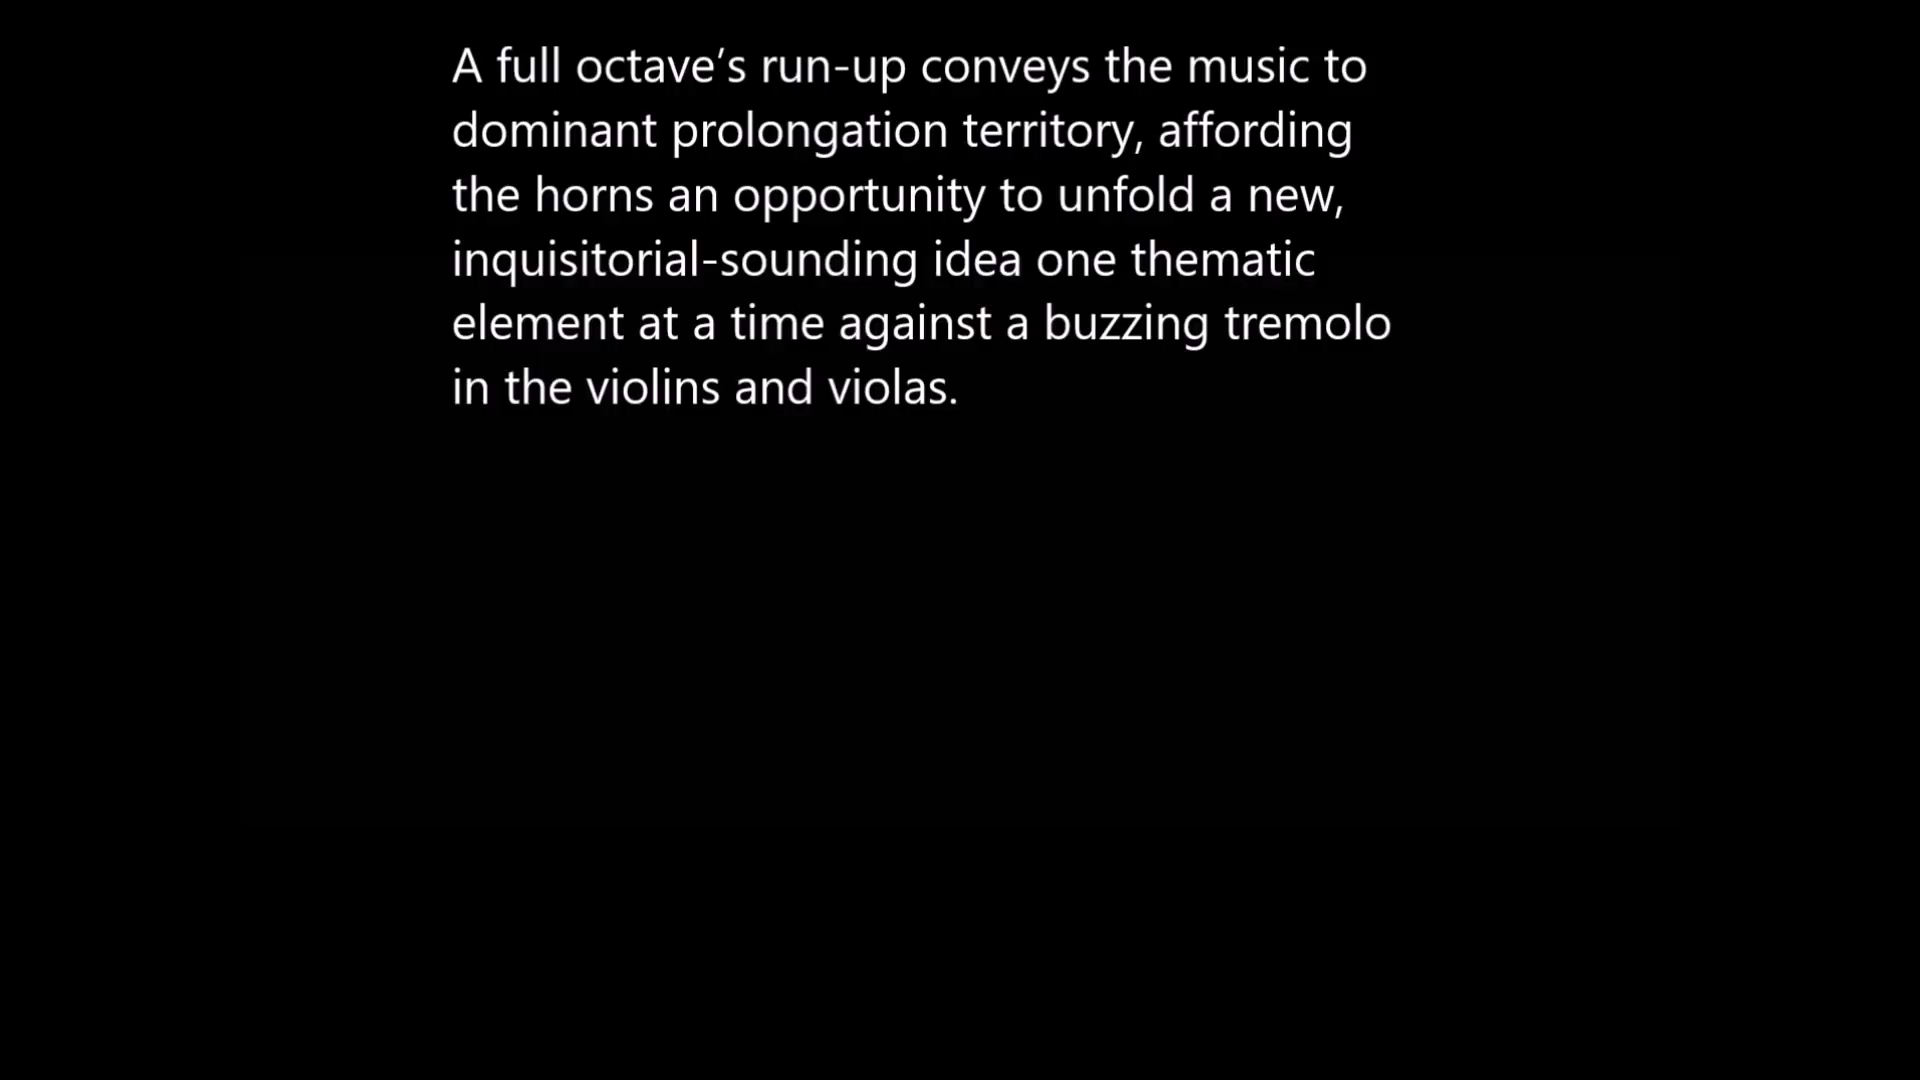 A full octave’s run-up conveys the music to
dominant prolongation territory, affording
the horns an opportunity to unfold a new,
inquisitorial-sounding idea one thematic
element at a time against a buzzing tremolo
in the violins and violas.